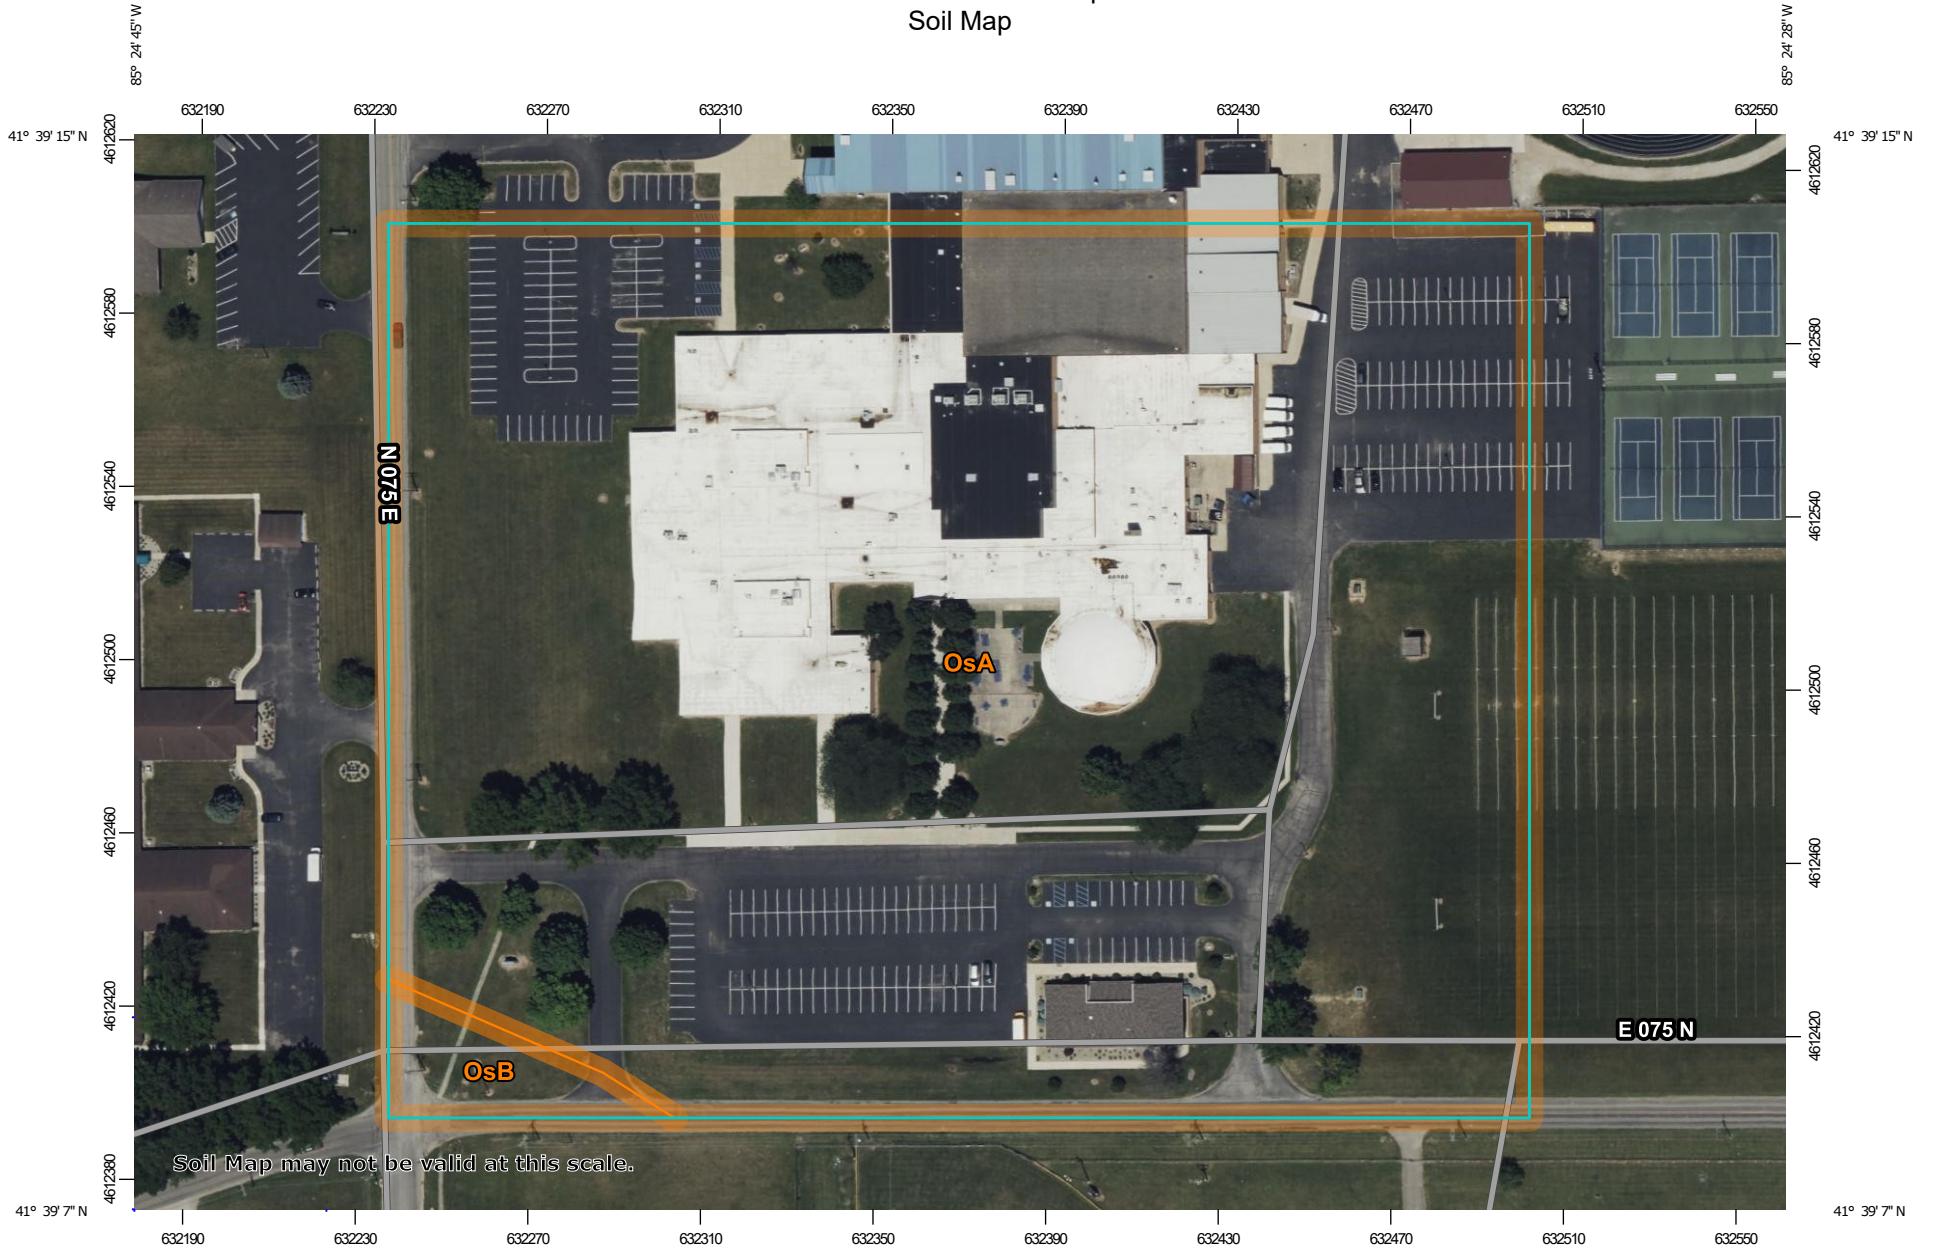 Soil Map
85° 24' 45'' W
85° 24' 28'' W
632190 632230 632270 632310 632350 632390 632430 632470 632510 632550
41° 39' 15'' N
41° 39' 15'' N
4612620
4612620
4612580
4612580
N 075 E
4612540
4612540
OsA
4612500
4612500
4612460
4612460
4612420
4612420
E 075 N
OsB
Soil Map may not be valid at this scale.
4612380
41° 39' 7'' N
41° 39' 7'' N
632190 632230 632270 632310 632350 632390 632430 632470 632510 632550